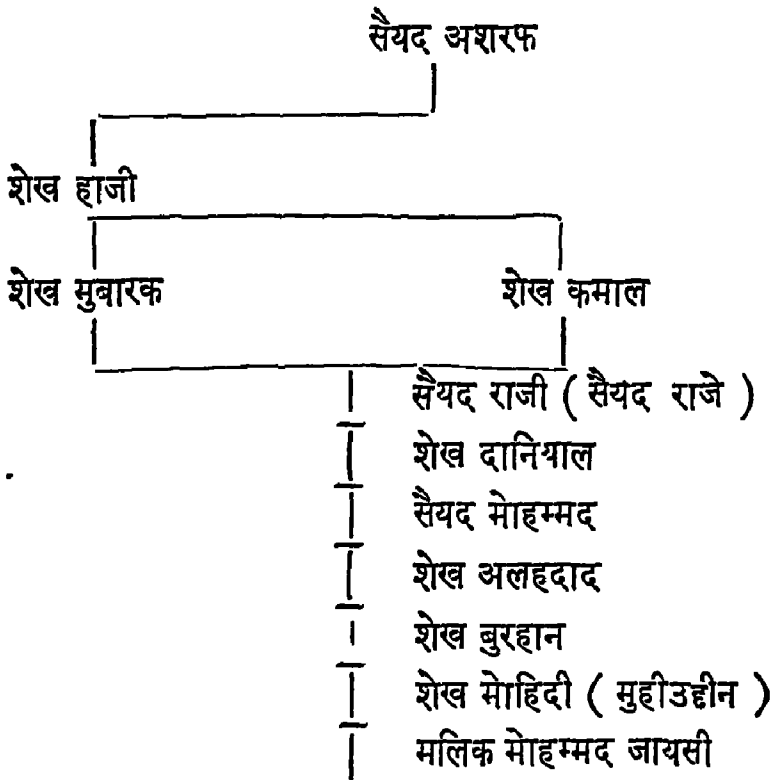 सैयद अशरफ
शेख हाजी
शेख मुबारक शेख कमाल
सैयद राजी ( सैयद राजे )
शेख दानियाल
सैयद मोहम्मद
शेख अलहदाद
शेख बुरहान
शेख मोहिदी ( मुहीउद्दीन )
मलिक मोहम्मद जायसी